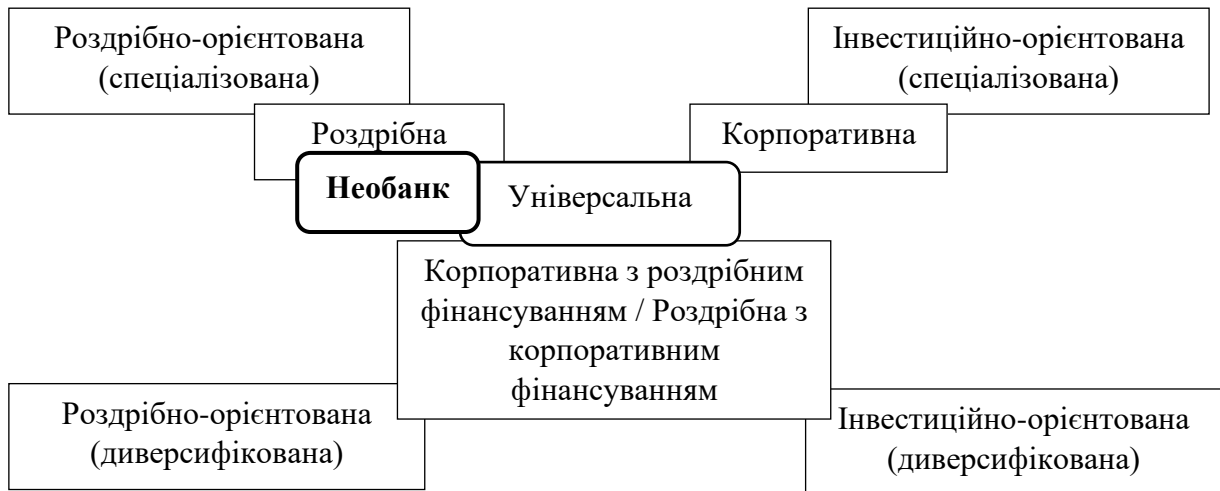 Роздрібно-орієнтована
(спеціалізована)
Інвестиційно-орієнтована
(спеціалізована)
Роздрібна
Корпоративна
Необанк
Універсальна
Корпоративна з роздрібним
фінансуванням / Роздрібна з
корпоративним
фінансуванням
Роздрібно-орієнтована
(диверсифікована)
Інвестиційно-орієнтована
(диверсифікована)